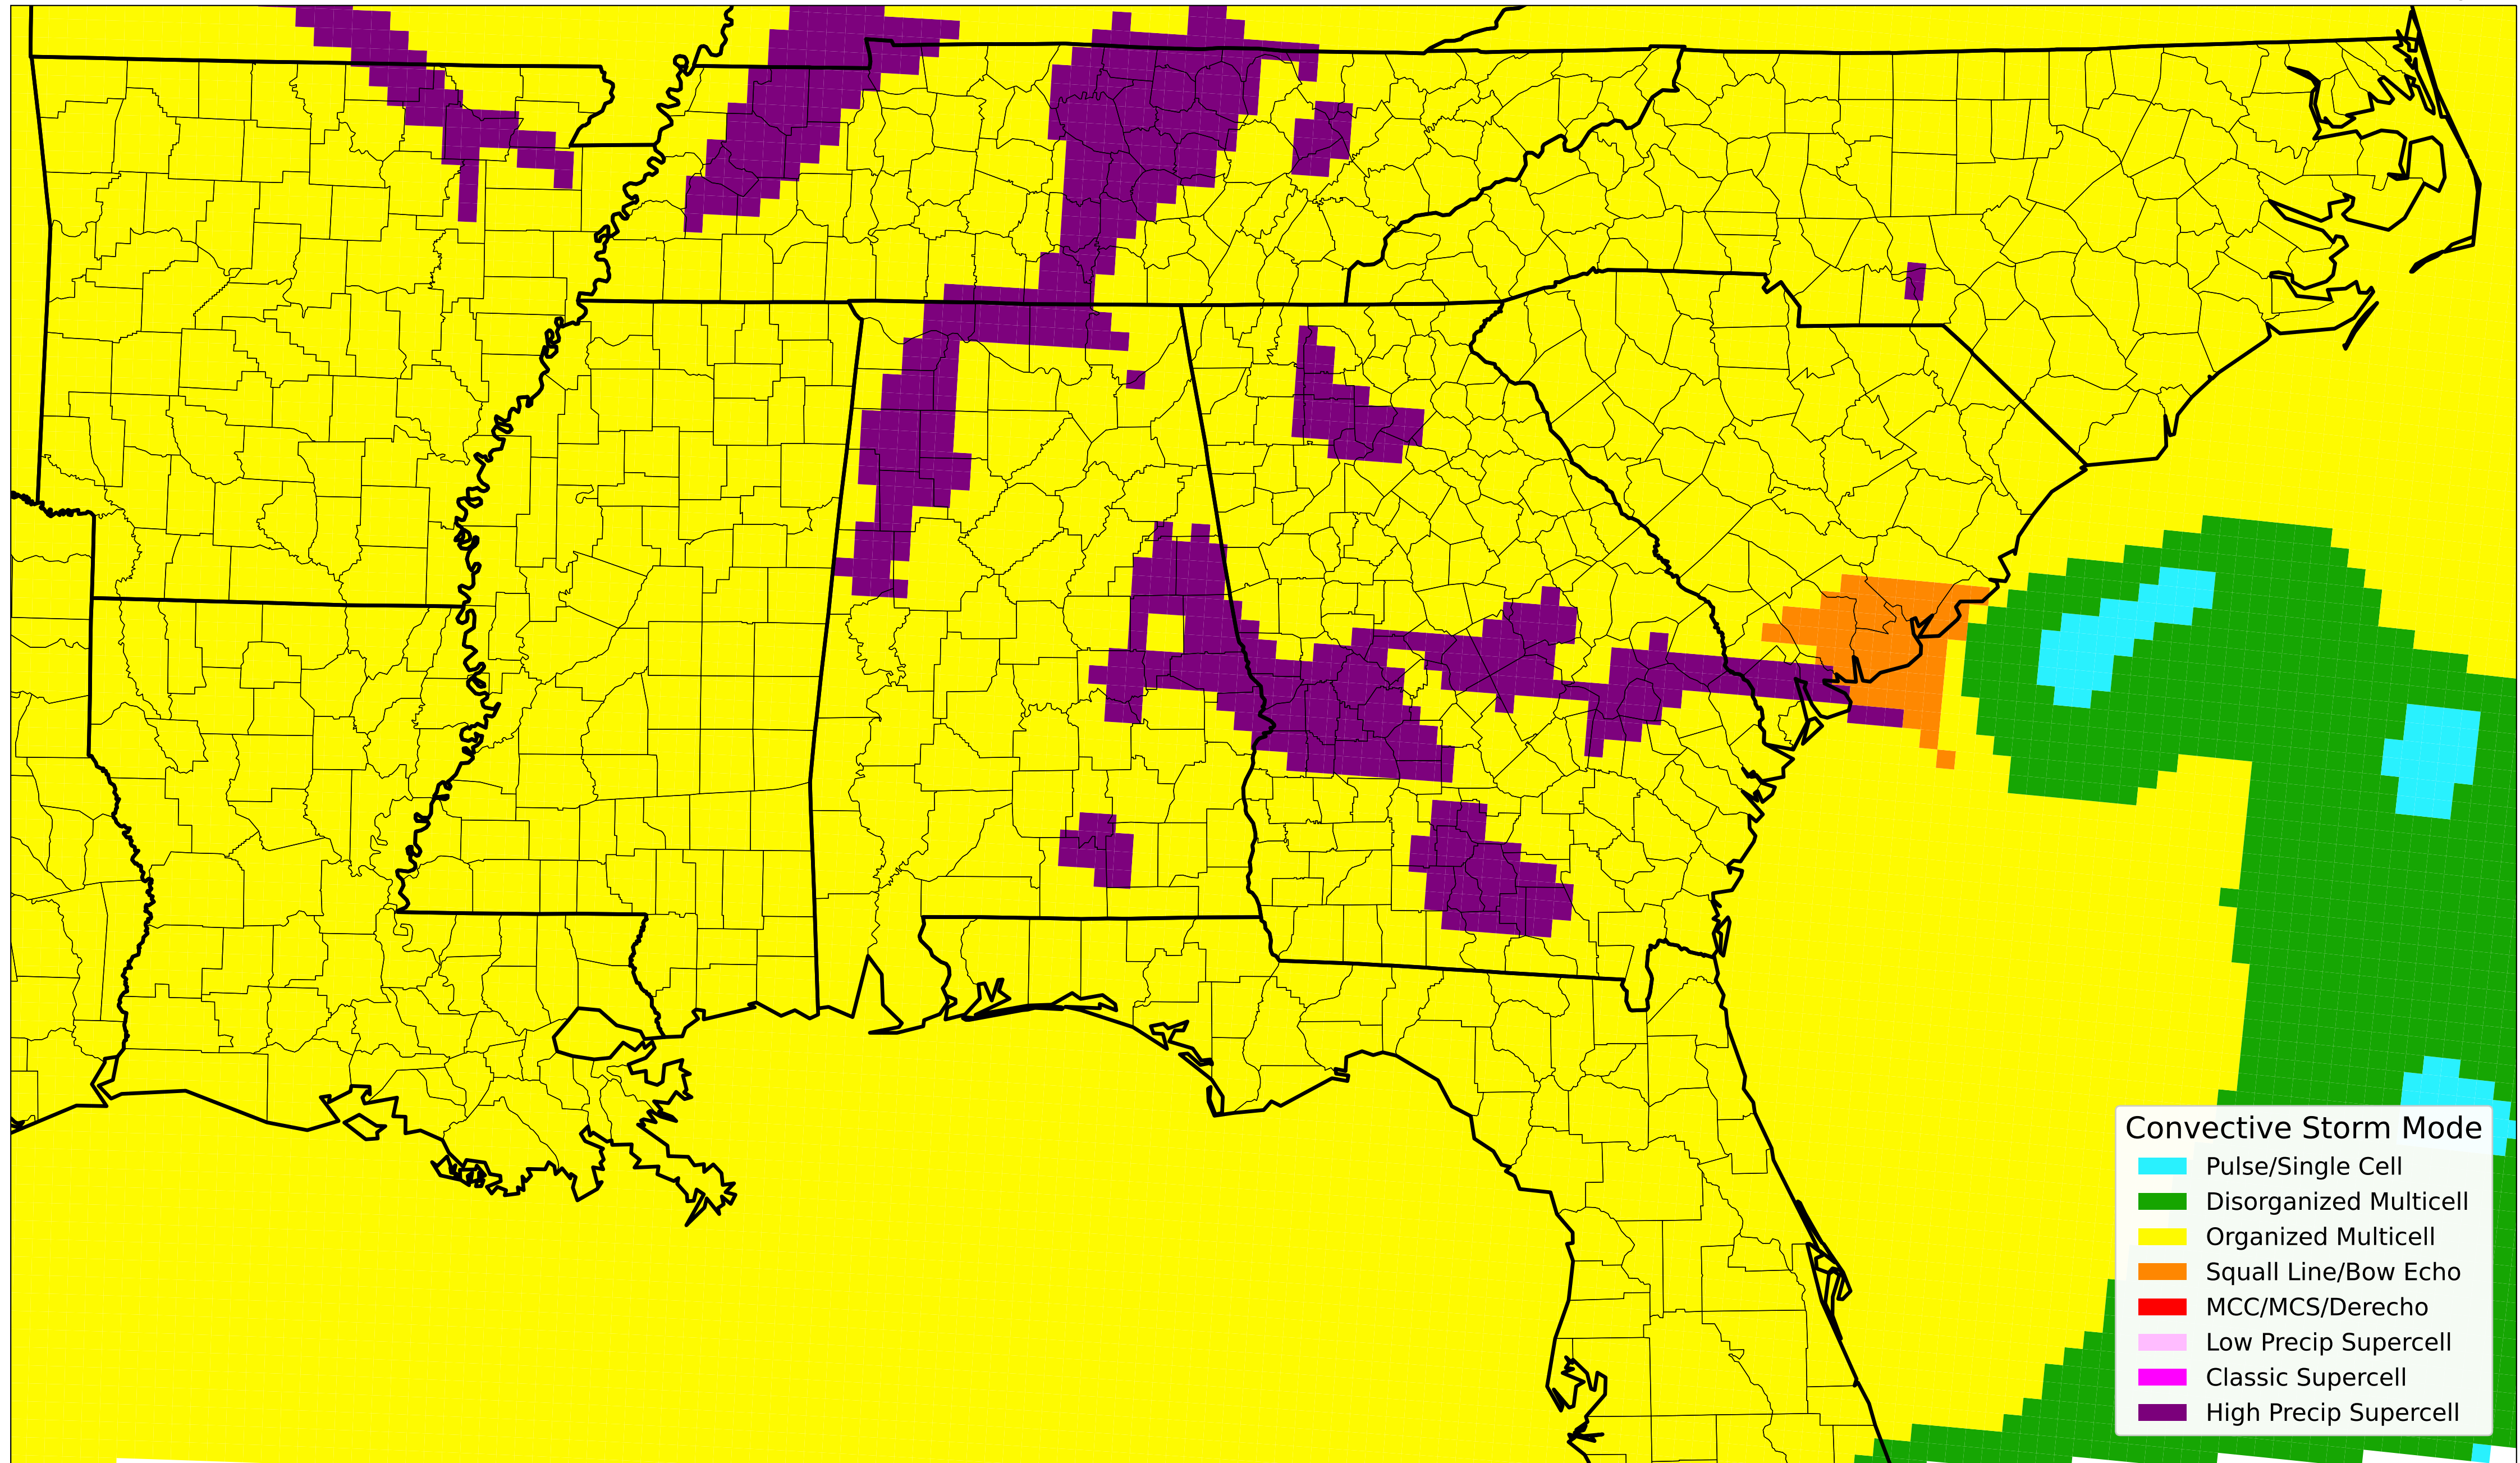 Convective Storm Mode
Pulse/Single Cell
Disorganized Multicell
Organized Multicell
Squall Line/Bow Echo
MCC/MCS/Derecho
Low Precip Supercell
Classic Supercell
High Precip Supercell